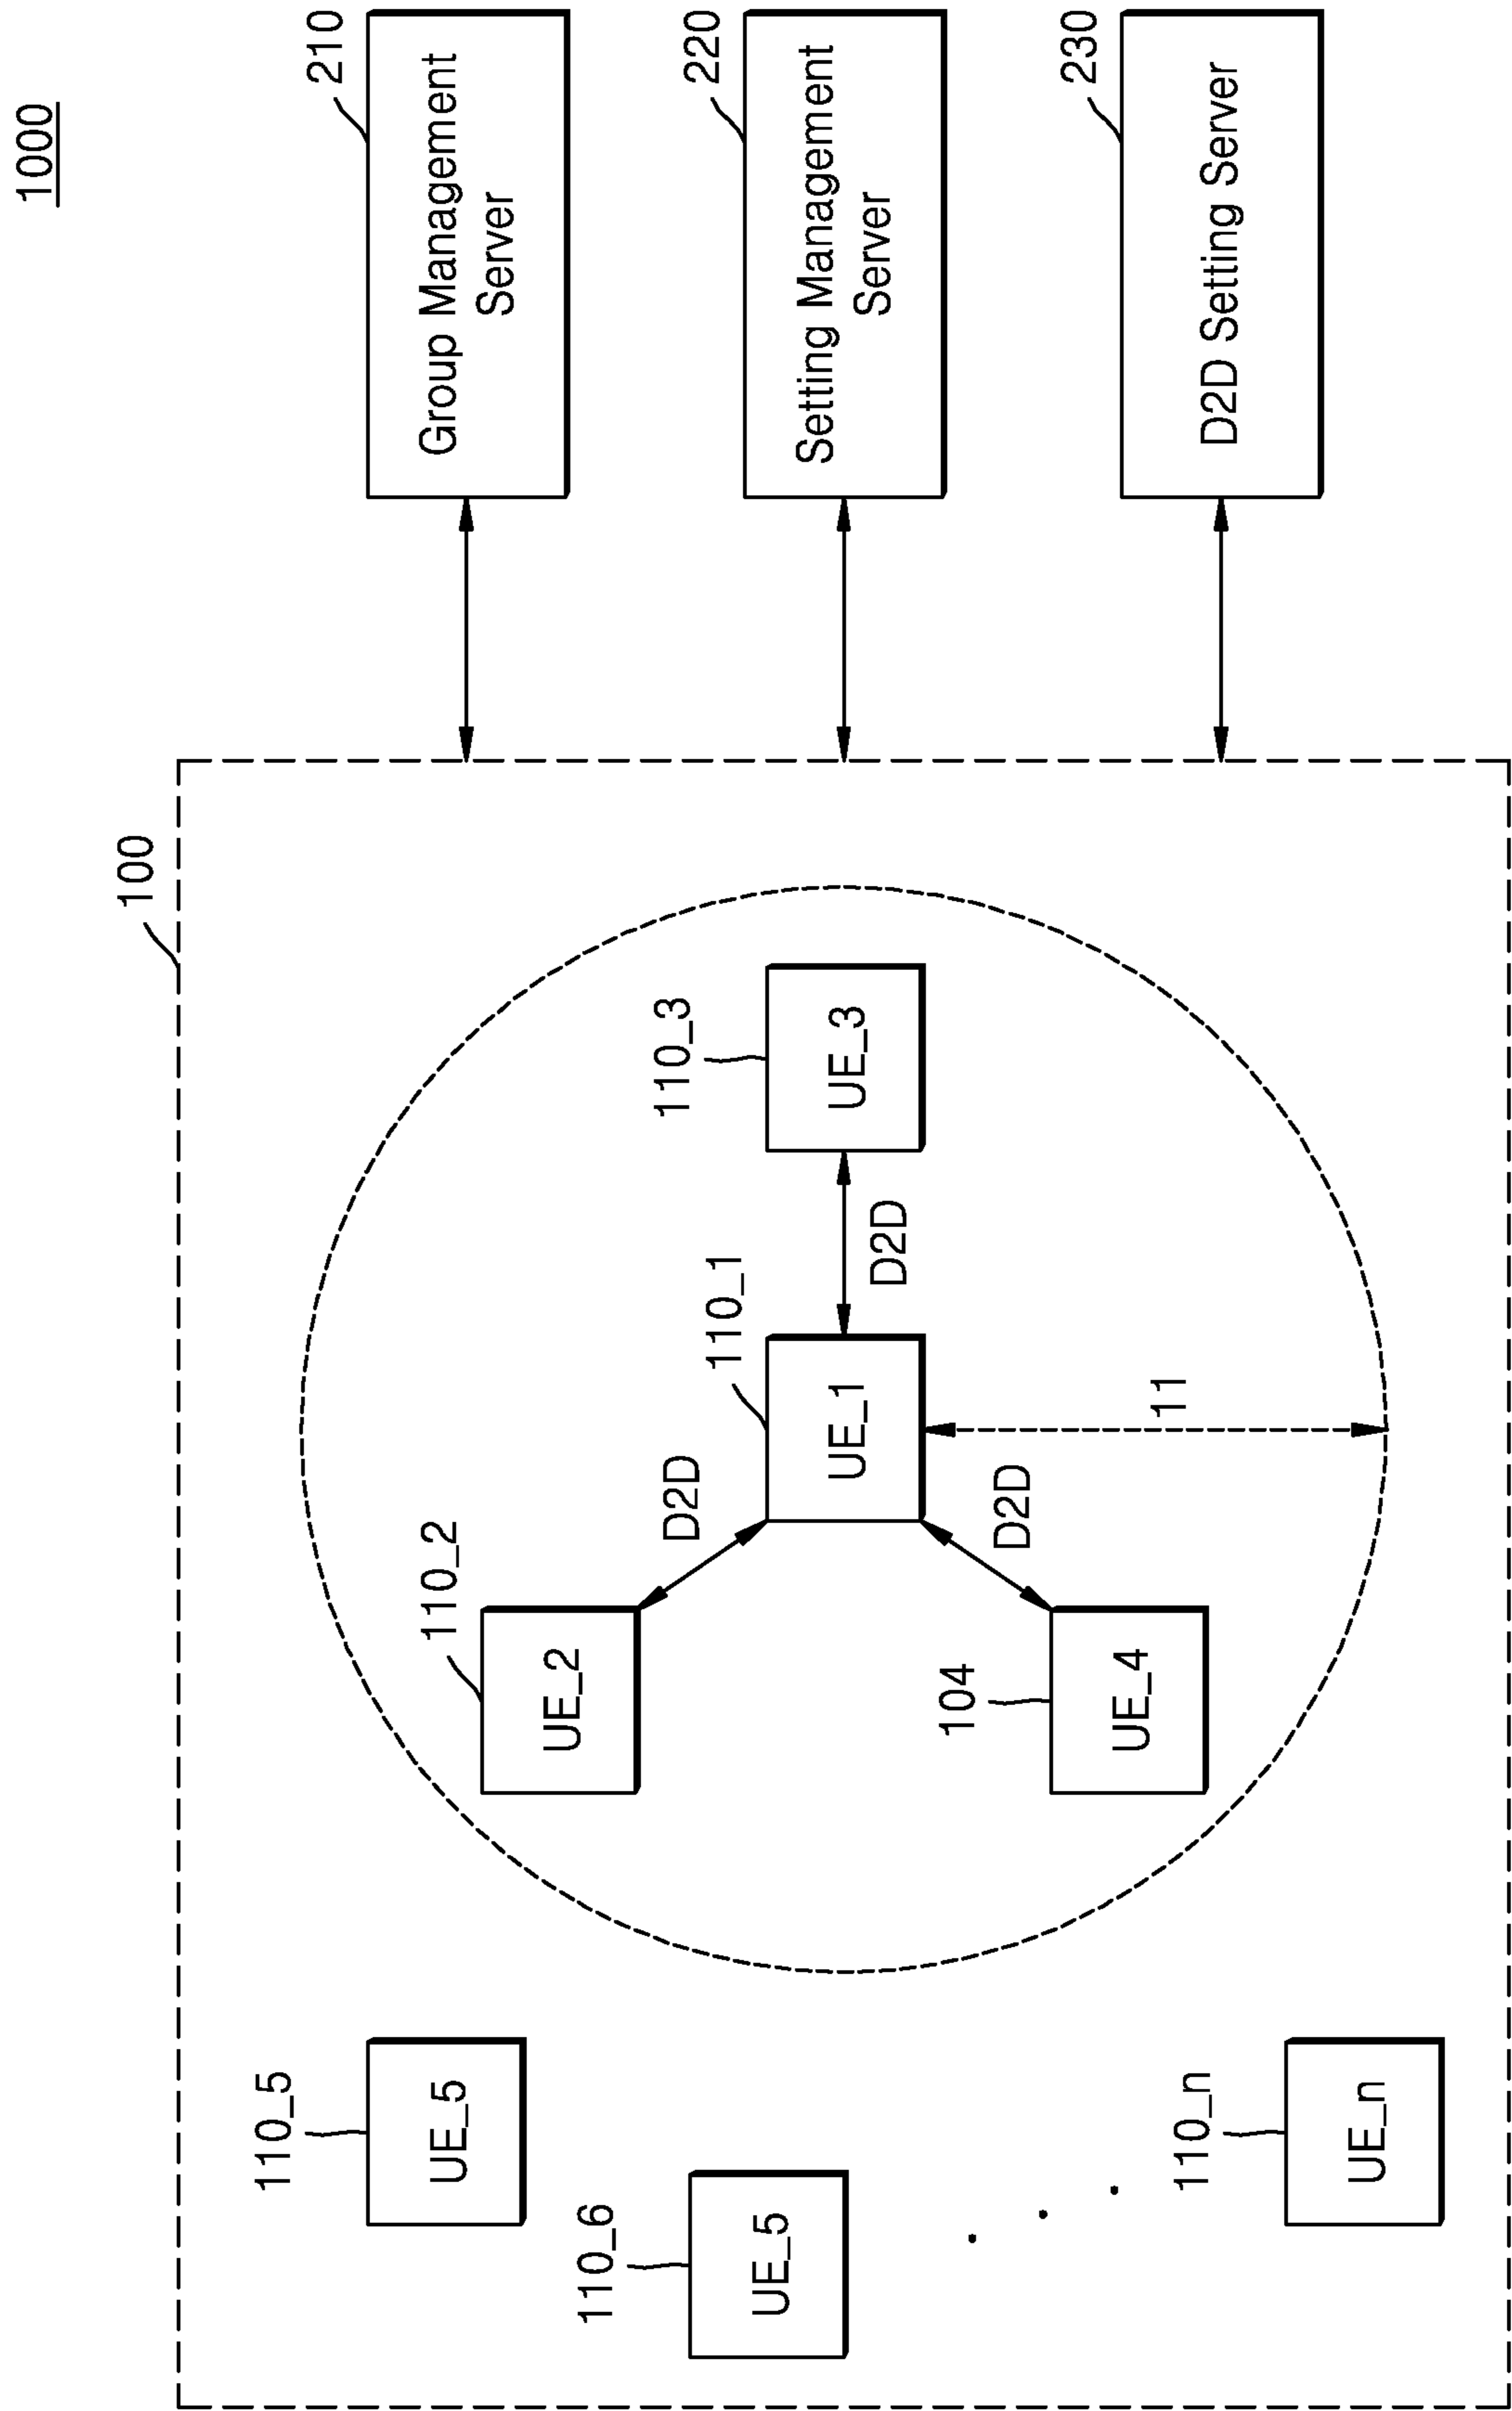 1000
100
110_5
UE_5
110_6
UE_5
110_n
UE_n
110_2
UE_2
D2D
110_1
UE_1
110_3
UE_3
D2D
104
UE_4
D2D
11
210
Group Management
Server
220
Setting Management
Server
230
D2D Setting Server